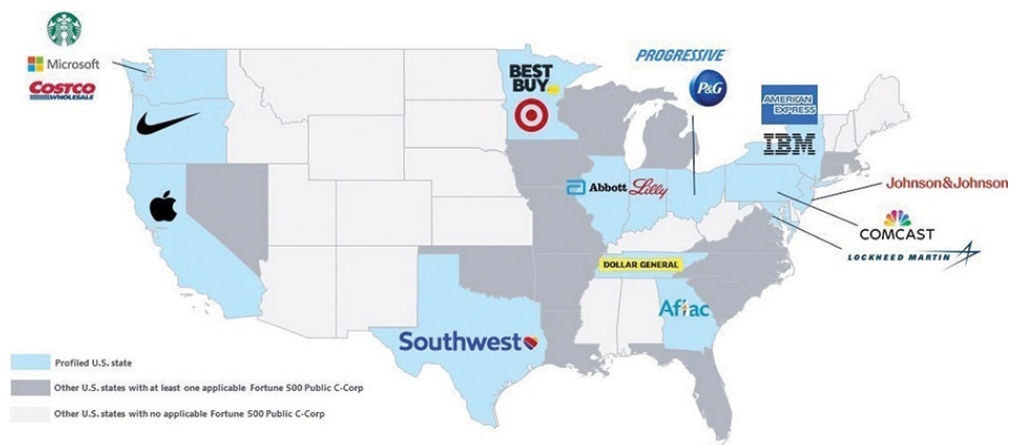 Microsoft
COSTCO
WHOLESALE
BEST
BUY
PROGRESSIVE
P&G
AMERICAN
EXPRESS
IBM
Abbott Lilly
Johnson&Johnson
COMCAST
LOCKHEED MARTIN
DOLLAR GENERAL
Aflac
Southwest
Profiled U.S. state
Other U.S. states with at least one applicable Fortune 500 Public C-Corp
Other U.S. states with no applicable Fortune 500 Public C-Corp